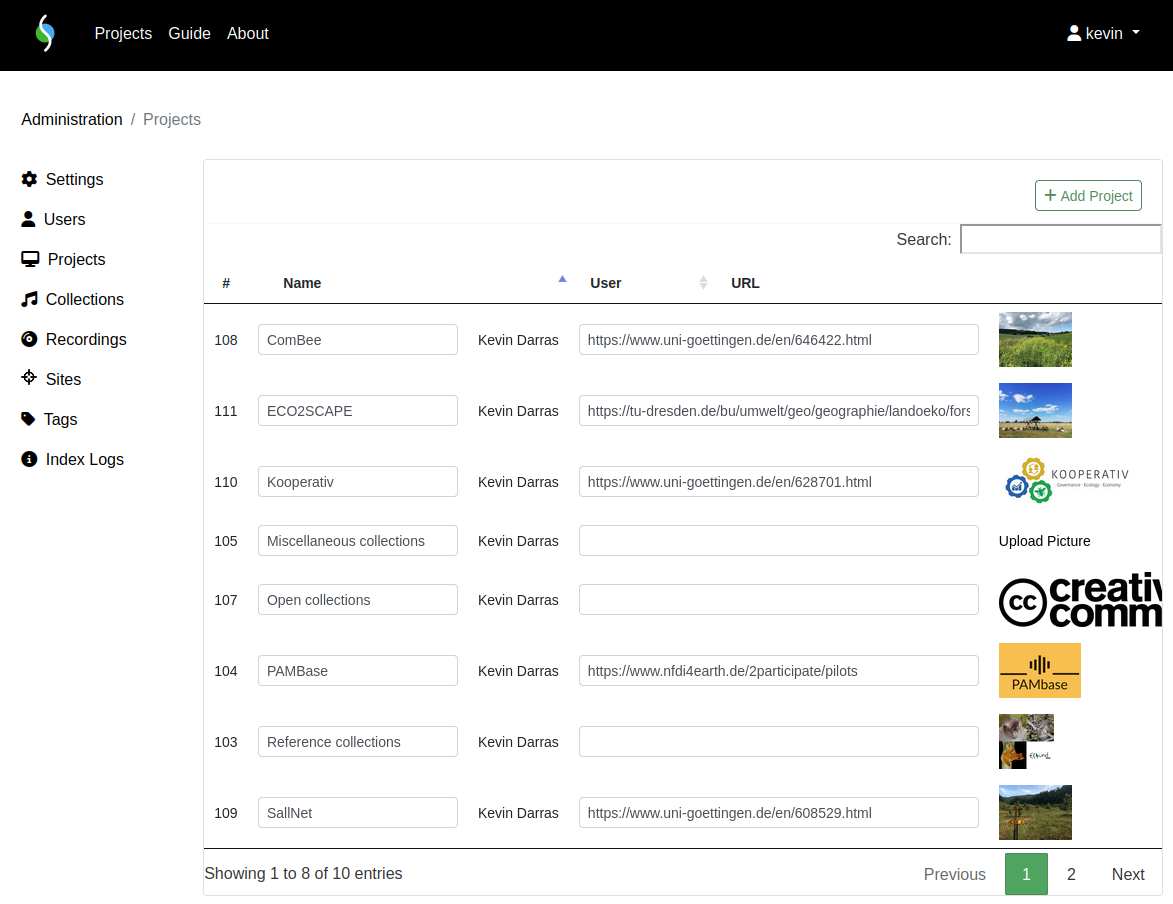 Projects Guide About kevin
Administration / Projects
Settings
Users
Projects
Collections
Recordings
Sites
Tags
Index Logs
+ Add Project
Search:
# Name User URL
108 ComBee Kevin Darras https://www.uni-goettingen.de/en/646422.html
111 ECO2SCAPE Kevin Darras https://tu-dresden.de/bu/umwelt/geo/geographie/landoeko/fors
110 Kooperativ Kevin Darras https://www.uni-goettingen.de/en/628701.html
KOOPERATIV
Governance · Ecology · Economy
105 Miscellaneous collections Kevin Darras Upload Picture
107 Open collections Kevin Darras
cc creativ
comm
104 PAMBase Kevin Darras https://www.nfdi4earth.de/2participate/pilots
PAMbase
103 Reference collections Kevin Darras
109 SallNet Kevin Darras https://www.uni-goettingen.de/en/608529.html
Showing 1 to 8 of 10 entries
Previous 1 2 Next